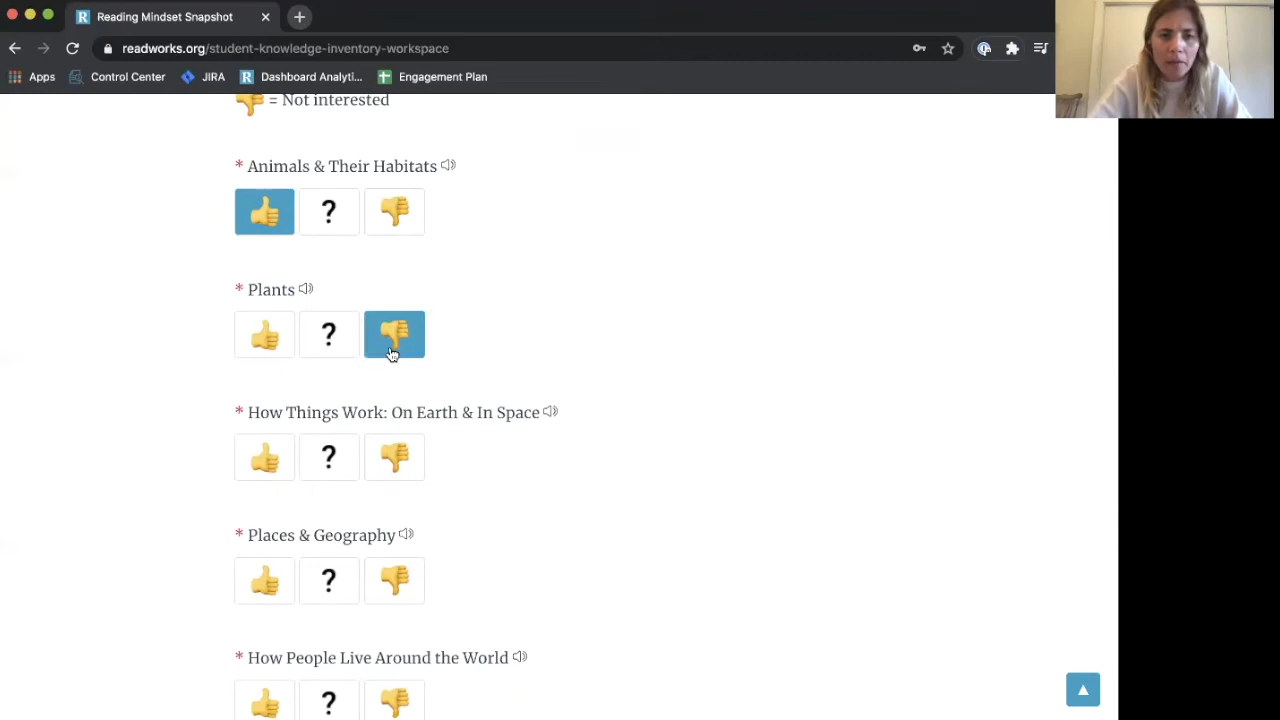 Reading Mindset Snapshot
readworks.org/student-knowledge-inventory-workspace
Apps Control Center JIRA Dashboard Analyti... Engagement Plan
= Not interested
* Animals & Their Habitats
?
* Plants
?
* How Things Work: On Earth & In Space
?
* Places & Geography
?
* How People Live Around the World
?